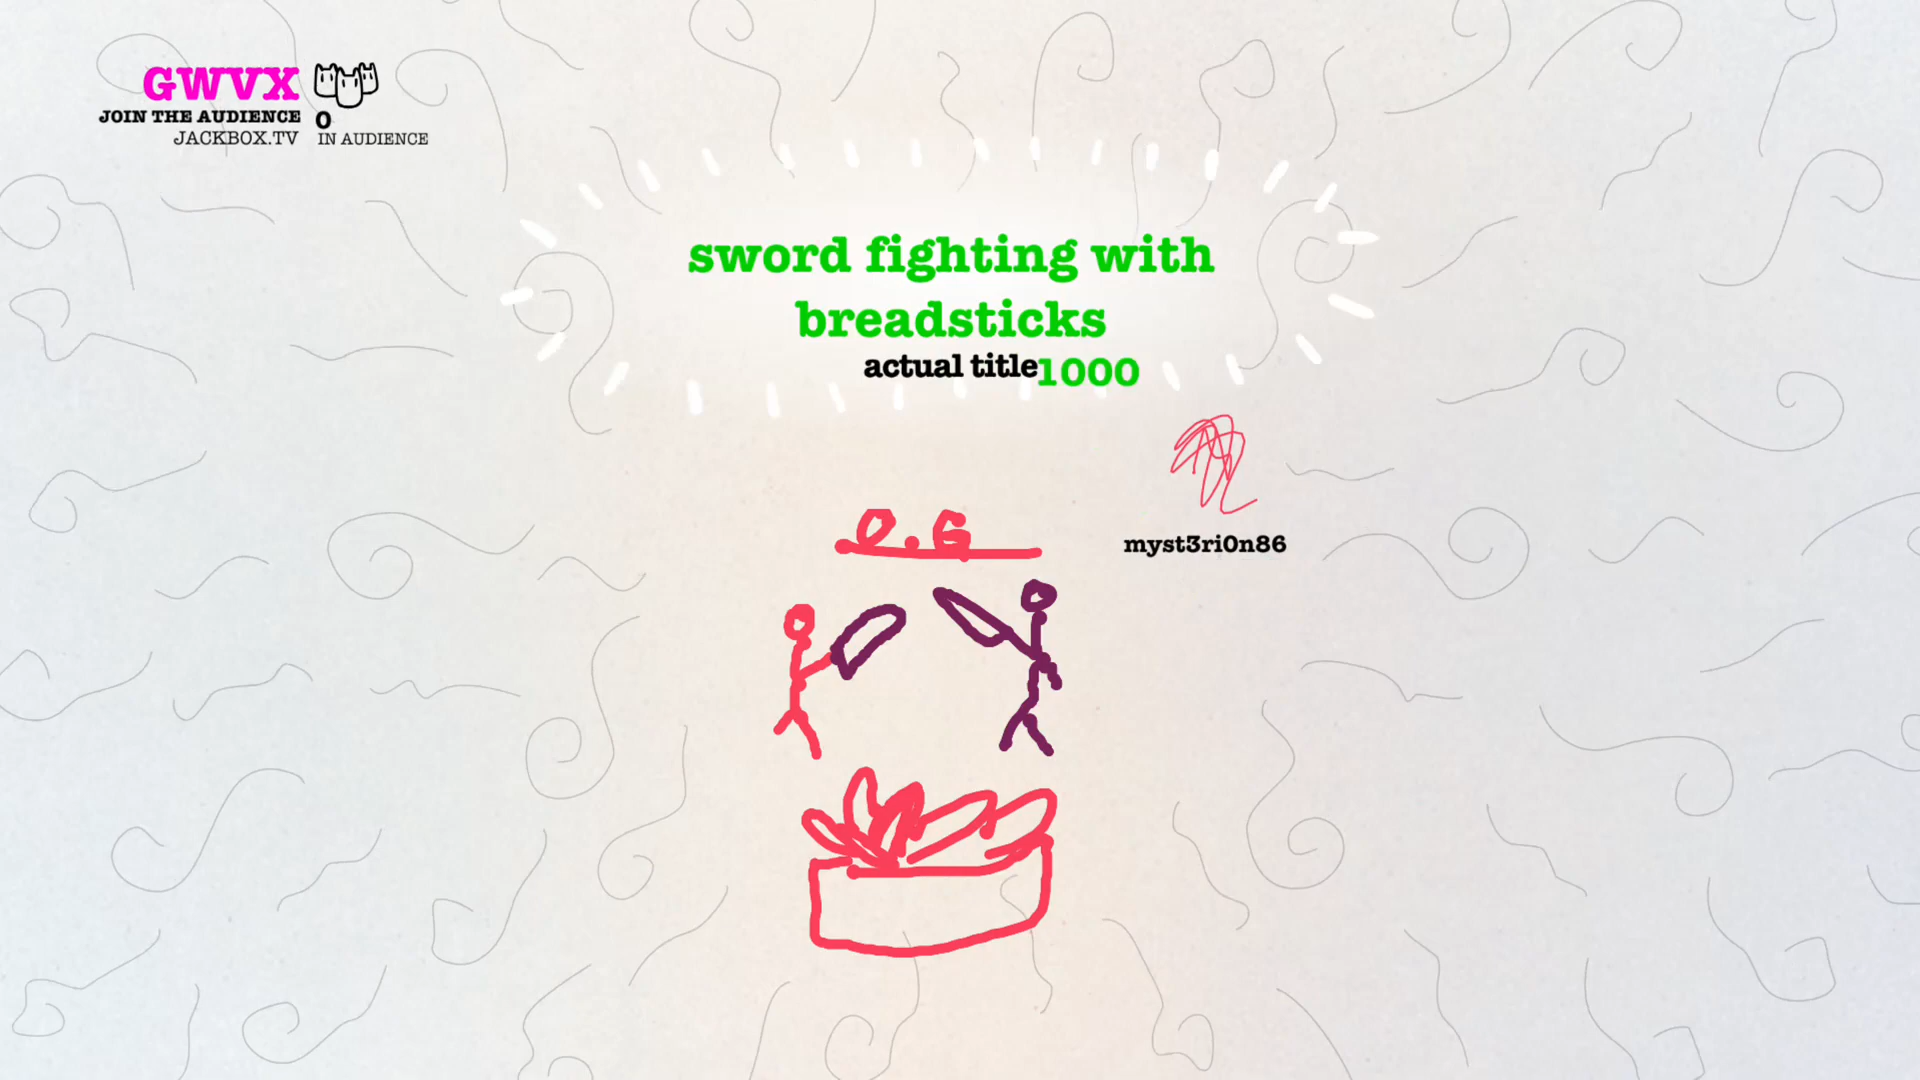 GWVX
JOIN THE AUDIENCE
JACKBOX.TV
0
IN AUDIENCE
sword fighting with
breadsticks
actual title 1000
O.G
myst3ri0n86